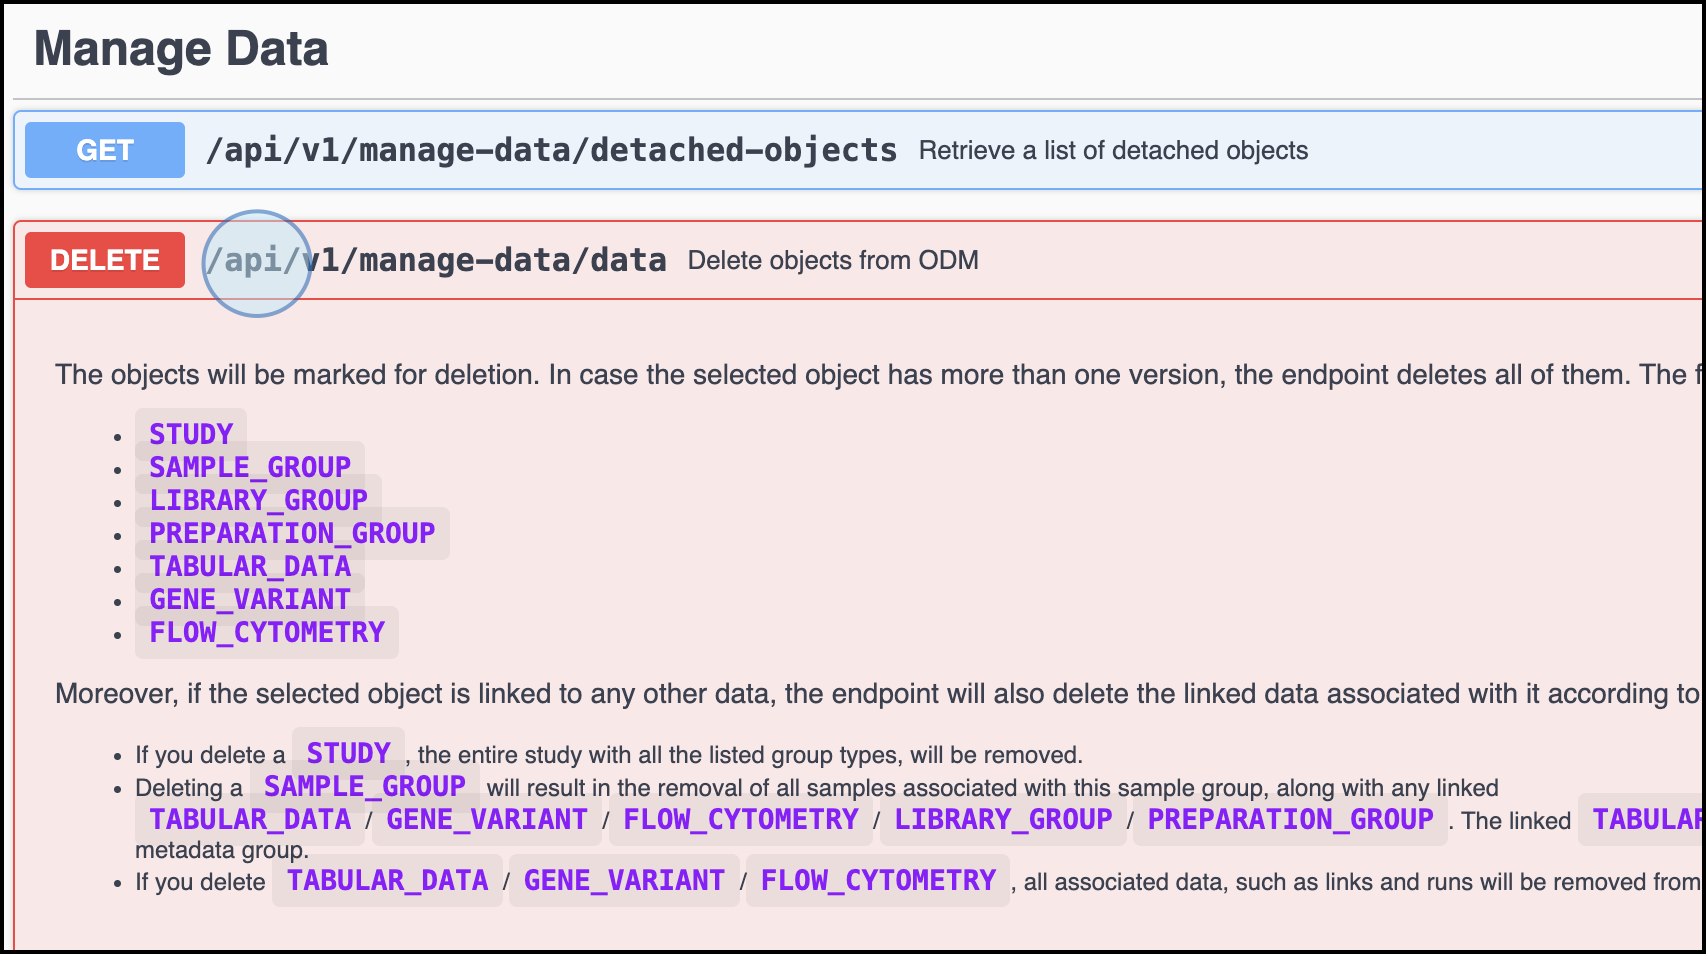 Manage Data
GET /api/v1/manage-data/detached-objects Retrieve a list of detached objects
DELETE /api/v1/manage-data/data Delete objects from ODM
The objects will be marked for deletion. In case the selected object has more than one version, the endpoint deletes all of them. The
• STUDY
• SAMPLE_GROUP
• LIBRARY_GROUP
• PREPARATION_GROUP
• TABULAR_DATA
• GENE_VARIANT
• FLOW_CYTOMETRY
Moreover, if the selected object is linked to any other data, the endpoint will also delete the linked data associated with it according to
• If you delete a STUDY , the entire study with all the listed group types, will be removed.
• Deleting a SAMPLE_GROUP will result in the removal of all samples associated with this sample group, along with any linked
TABULAR_DATA / GENE_VARIANT / FLOW_CYTOMETRY / LIBRARY_GROUP / PREPARATION_GROUP . The linked
metadata group.
• If you delete TABULAR_DATA / GENE_VARIANT / FLOW_CYTOMETRY , all associated data, such as links and runs will be removed from